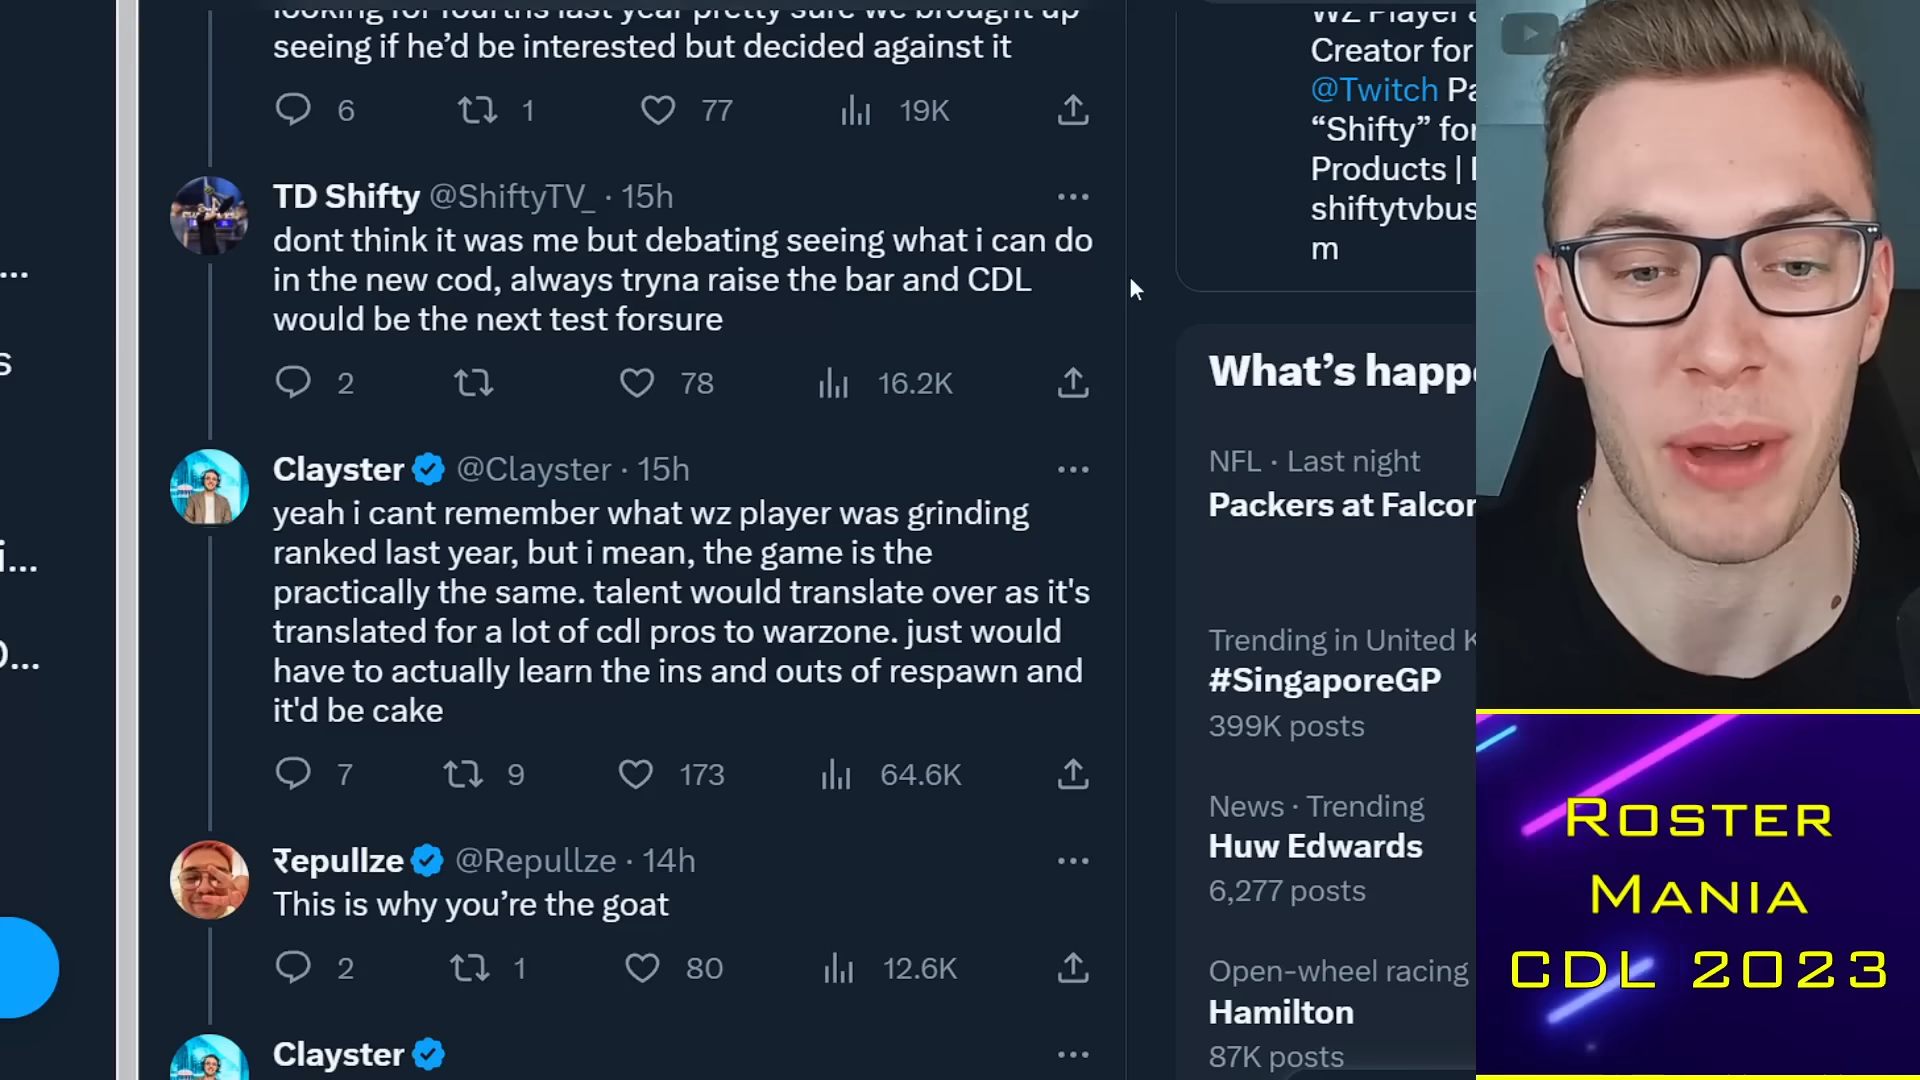 looking for fourths last year pretty sure we brought up
seeing if he’d be interested but decided against it
6 1 77 19K
TD Shifty @ShiftyTV_ · 15h
dont think it was me but debating seeing what i can do
in the new cod, always tryna raise the bar and CDL
would be the next test forsure
2 78 16.2K
Clayster @Clayster · 15h
yeah i cant remember what wz player was grinding
ranked last year, but i mean, the game is the
practically the same. talent would translate over as it's
translated for a lot of cdl pros to warzone. just would
have to actually learn the ins and outs of respawn and
it'd be cake
7 9 173 64.6K
Repullze @Repullze · 14h
This is why you’re the goat
2 1 80 12.6K
Clayster
WZ Player
Creator for
@Twitch Pa
“Shifty” for
Products |
shiftytvbus
m
What’s happe
NFL · Last night
Packers at Falcon
Trending in United K
#SingaporeGP
399K posts
News · Trending
Huw Edwards
6,277 posts
Open-wheel racing
Hamilton
87K posts
ROSTER
MANIA
CDL 2023